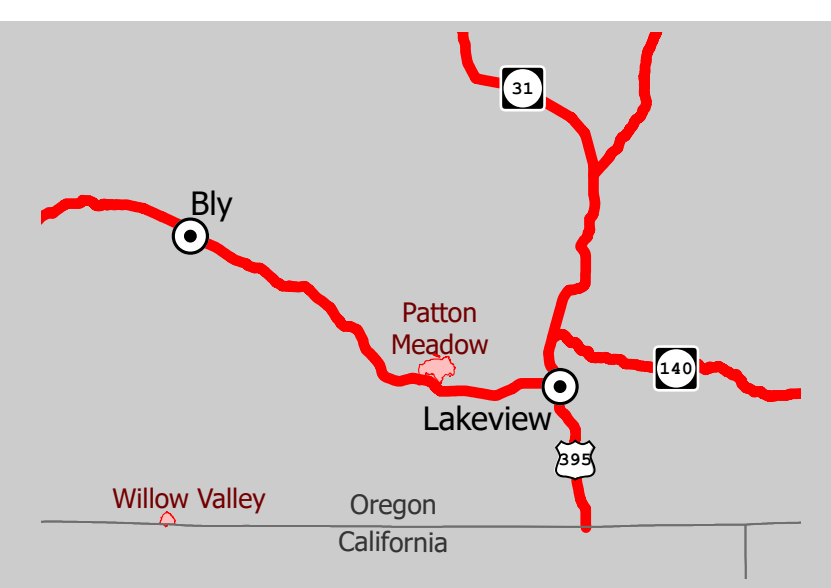 31
Bly
Patton
Meadow
140
Lakeview
395
Willow Valley
Oregon
California